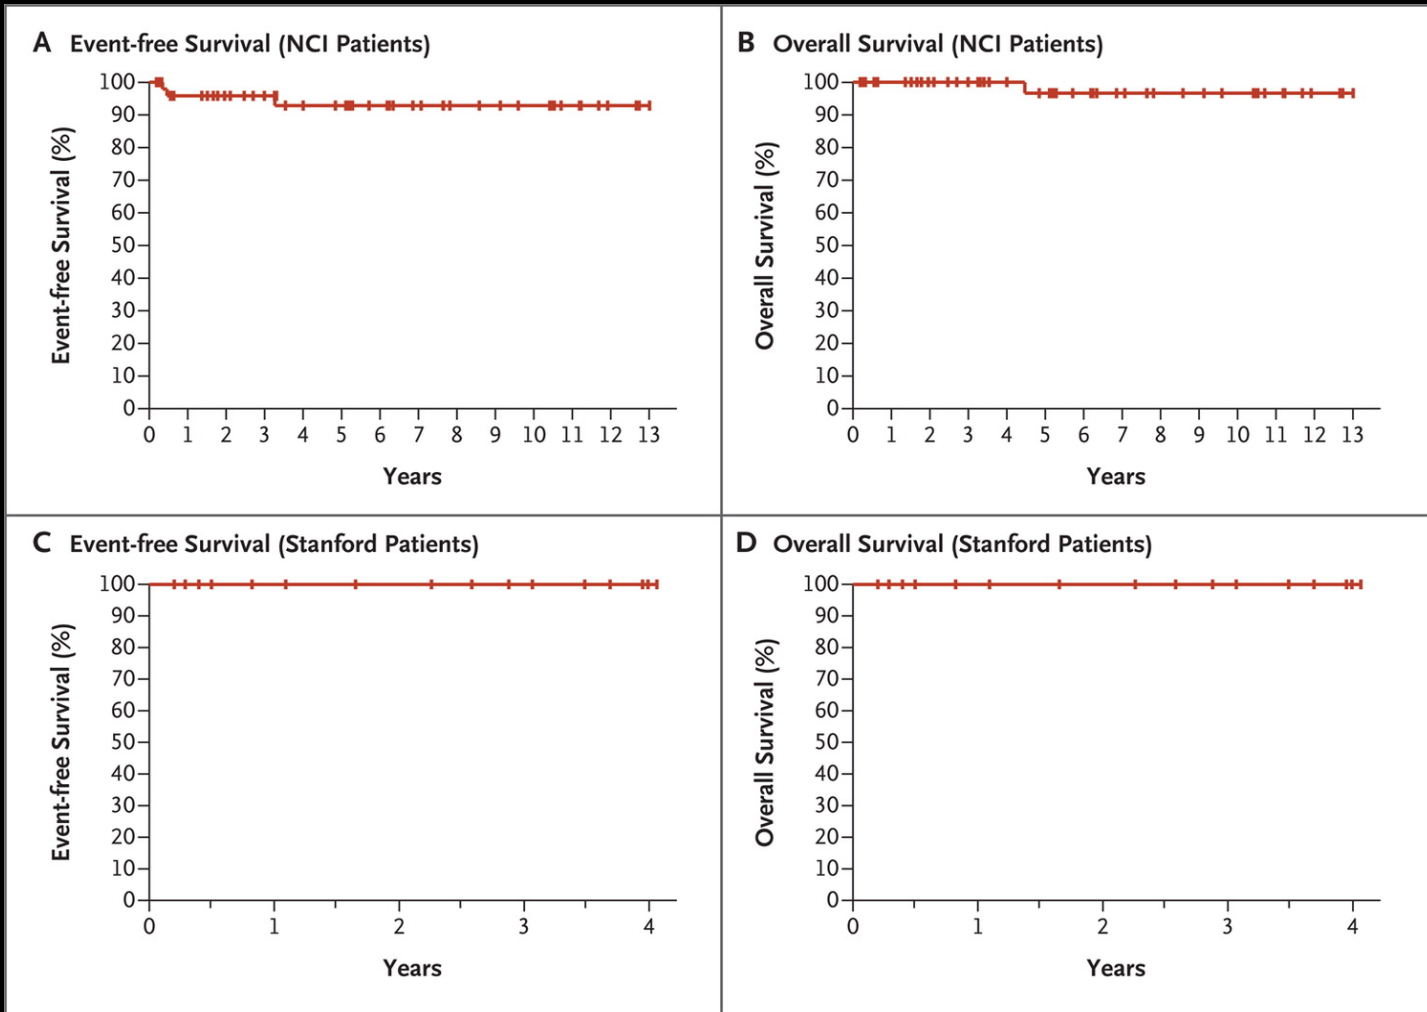 A Event-free Survival (NCI Patients)
Event-free Survival (%)
100
90
80
70
60
50
40
30
20
10
0
0 1 2 3 4 5 6 7 8 9 10 11 12 13
Years
B Overall Survival (NCI Patients)
Overall Survival (%)
100
90
80
70
60
50
40
30
20
10
0
0 1 2 3 4 5 6 7 8 9 10 11 12 13
Years
C Event-free Survival (Stanford Patients)
Event-free Survival (%)
100
90
80
70
60
50
40
30
20
10
0
0 1 2 3 4
Years
D Overall Survival (Stanford Patients)
Overall Survival (%)
100
90
80
70
60
50
40
30
20
10
0
0 1 2 3 4
Years